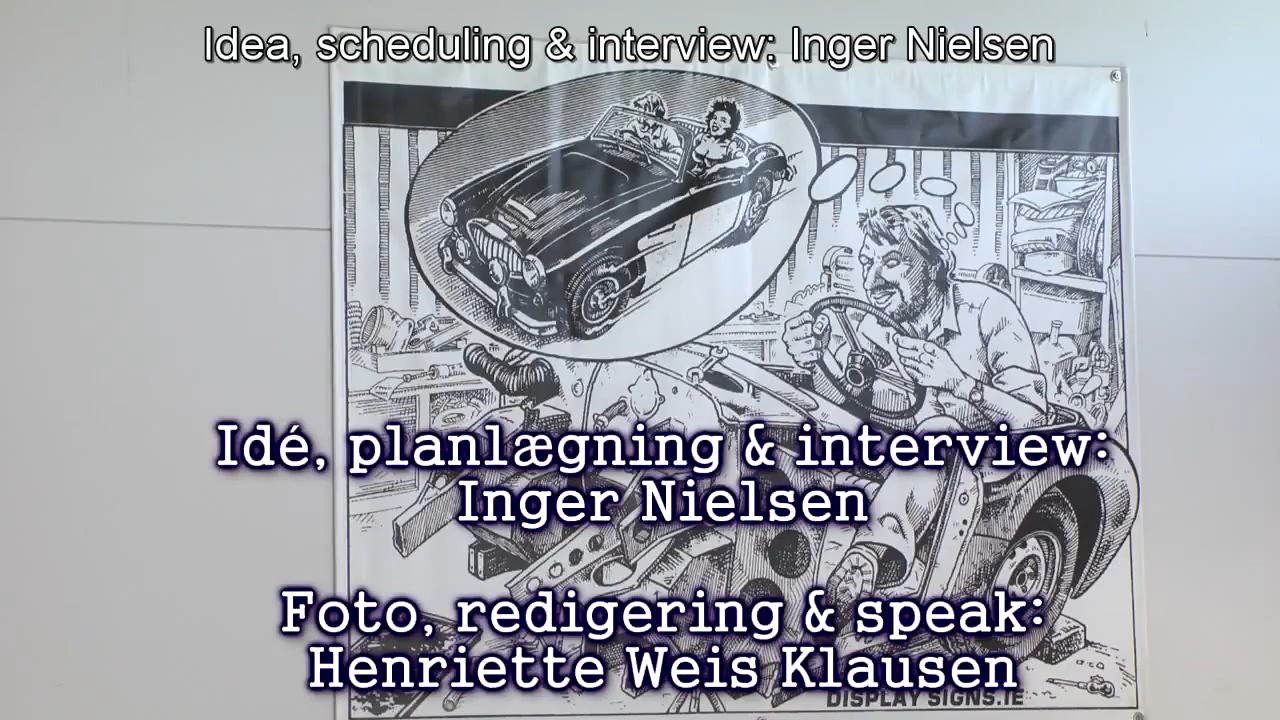 Idea, scheduling & interview: Inger Nielsen
Idé, planlægning & interview:
Inger Nielsen
Foto, redigering & speak:
Henriette Weis Klausen
DISPLAY SIGNS.IE